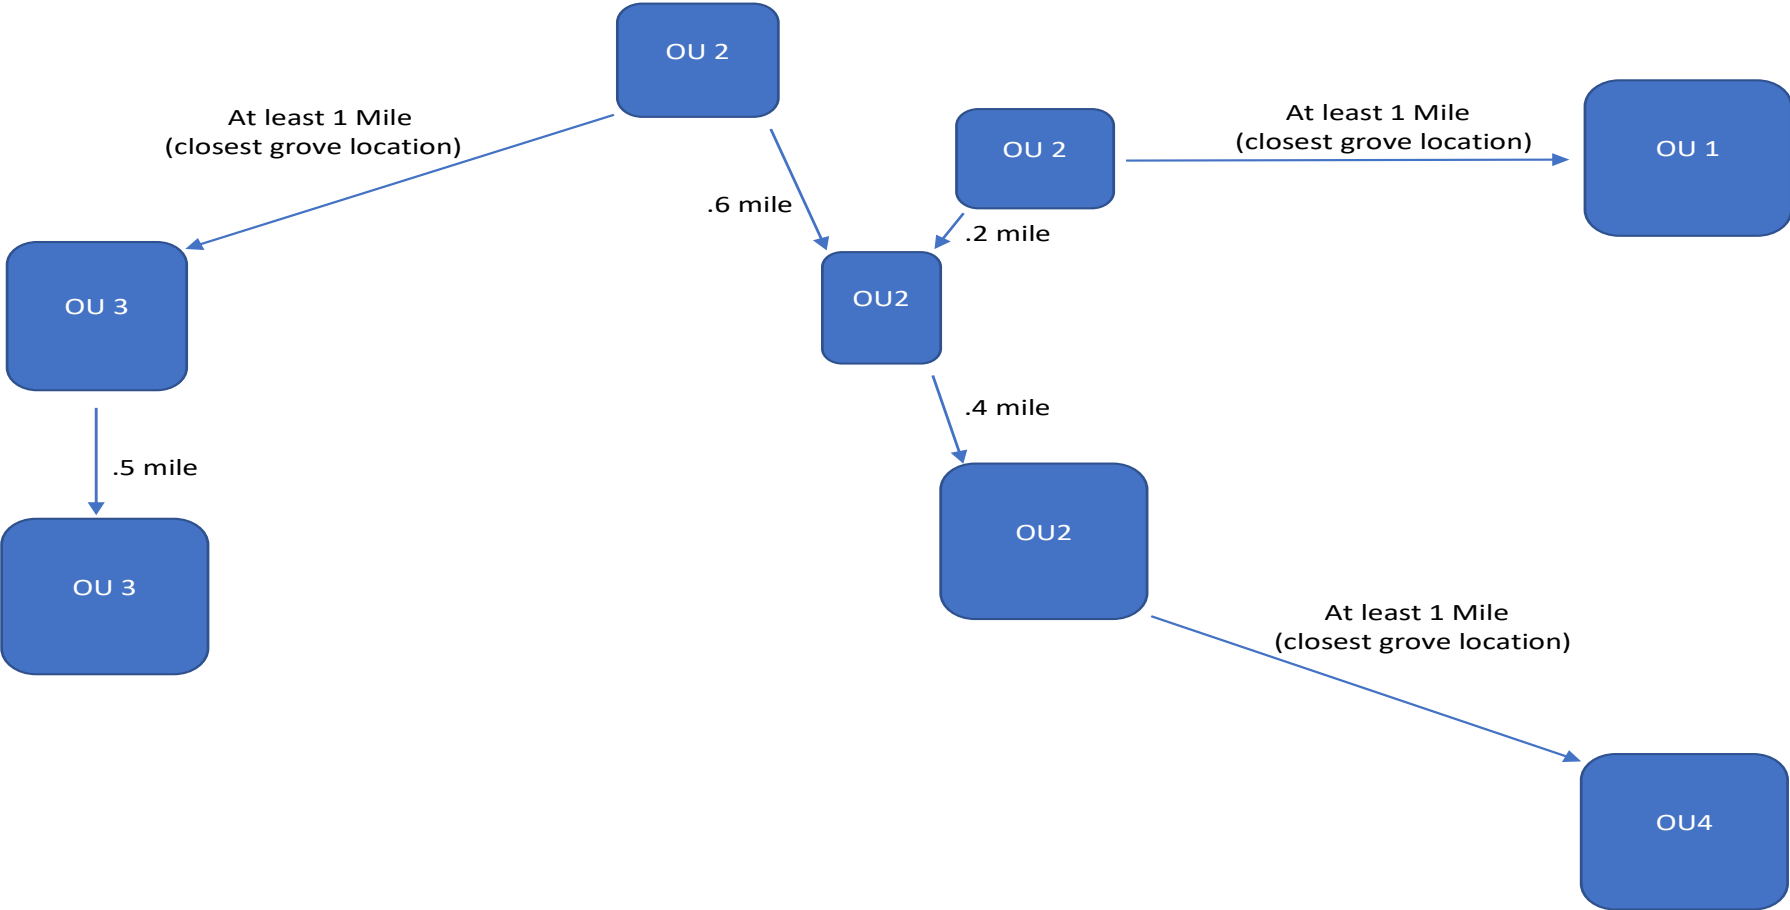 OU 2
At least 1 Mile
(closest grove location)
OU 2
At least 1 Mile
(closest grove location)
OU 1
.6 mile
.2 mile
OU 3
OU2
.4 mile
.5 mile
OU2
OU 3
At least 1 Mile
(closest grove location)
OU4